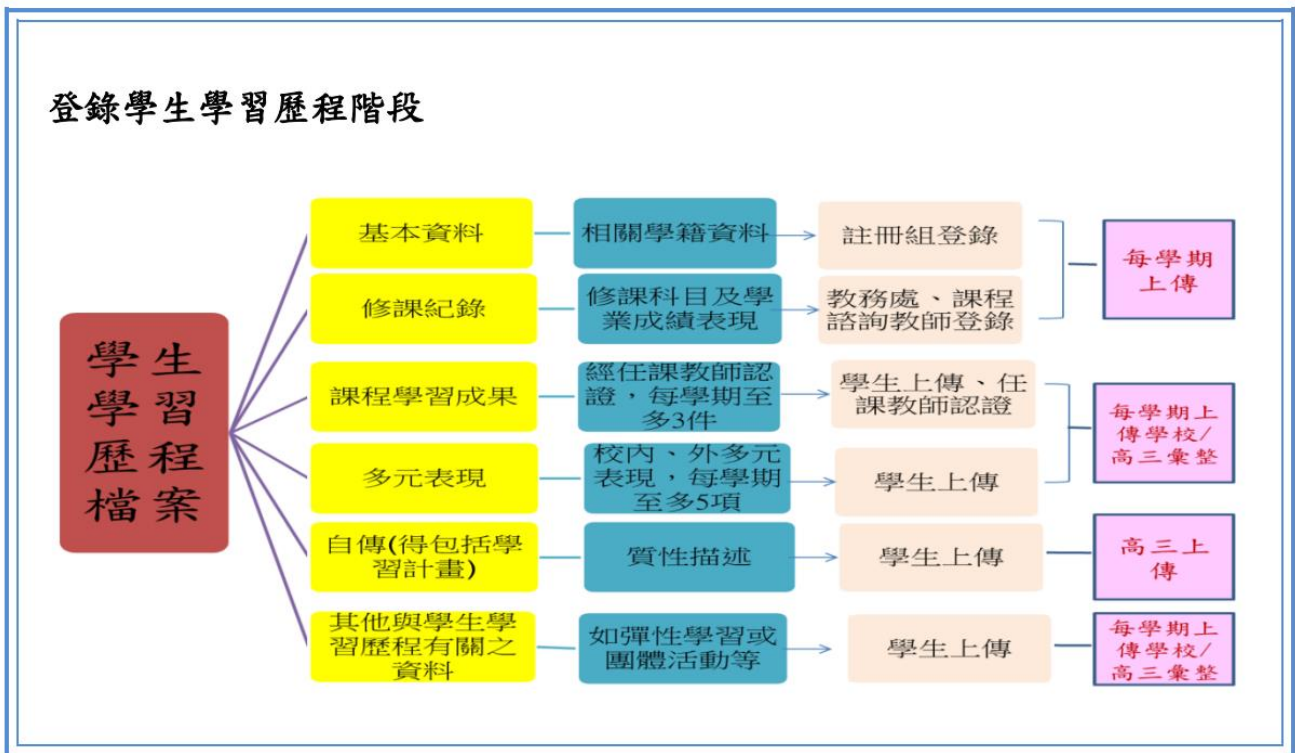 登錄學生學習歷程階段
學生
學習
歷程
檔案
基本資料
相關學籍資料
註冊組登錄
修課紀錄
修課科目及學
業成績表現
教務處、課程
諮詢教師登錄
每學期
上傳
課程學習成果
經任課教師認
證，每學期至
多3件
學生上傳、任
課教師認證
多元表現
校內、外多元
表現，每學期
至多5項
學生上傳
每學期上
傳學校/
高三彙整
自傳(得包括學
習計畫)
質性描述
學生上傳
高三上
傳
其他與學生學
習歷程有關之
資料
如彈性學習或
團體活動等
學生上傳
每學期上
傳學校/
高三彙整